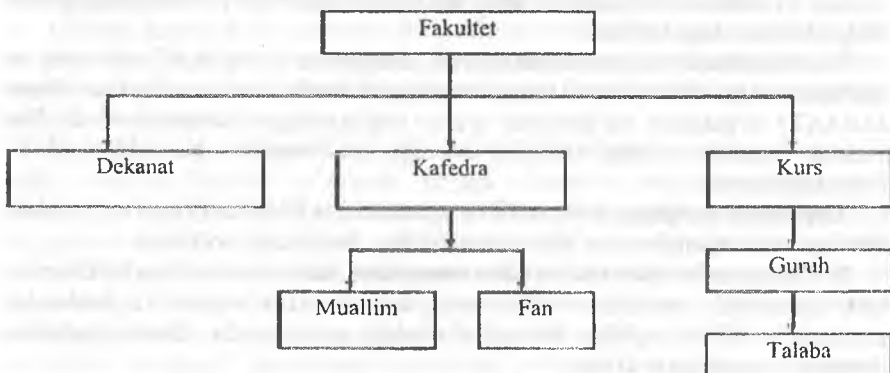 Fakultet
Dekanat
Kafedra
Kurs
Muallim
Fan
Guruh
Talaba